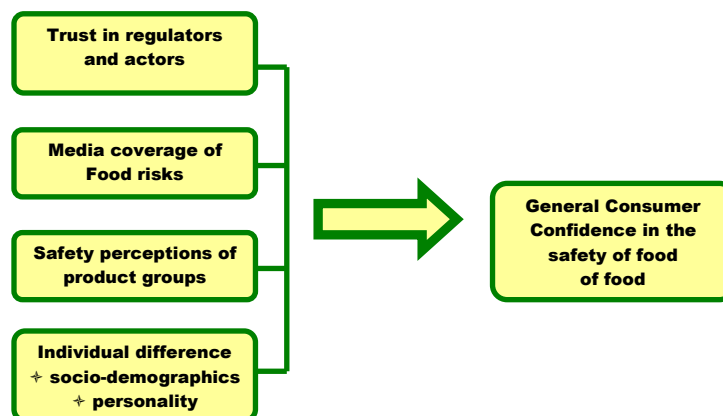 Trust in regulators
and actors
Media coverage of
Food risks
Safety perceptions of
product groups
Individual difference
✧ socio-demographics
✧ personality
General Consumer
Confidence in the
safety of food
of food